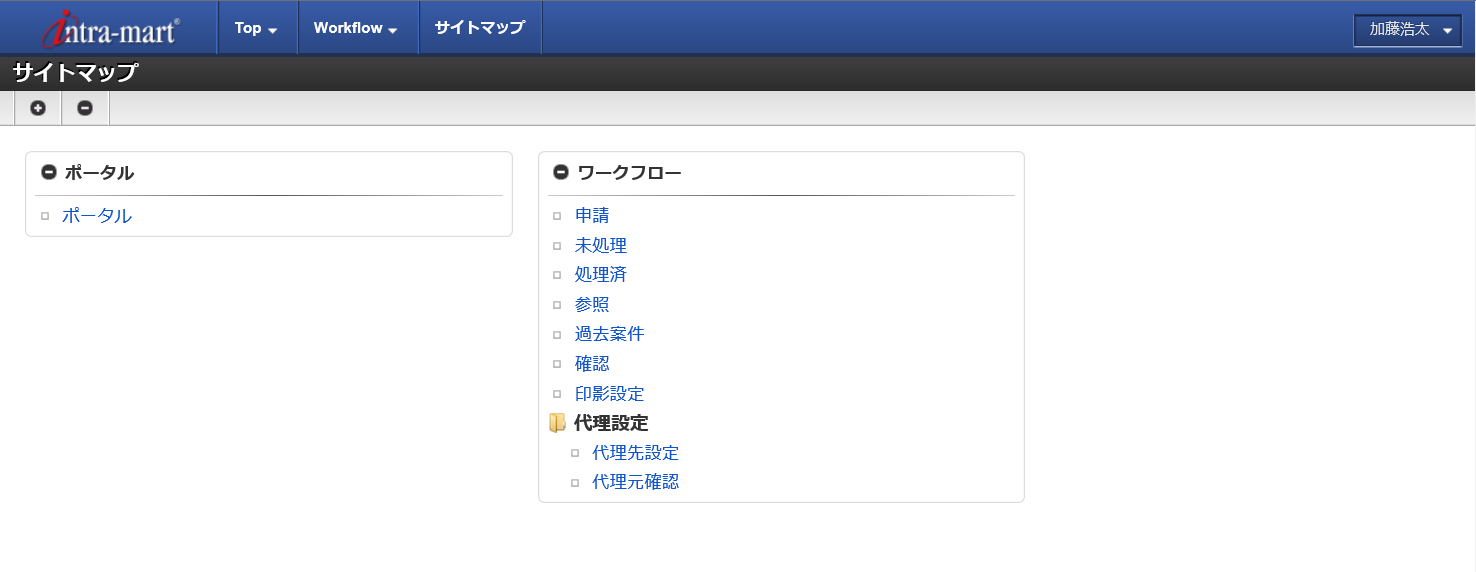 intra-mart®
Top
Workflow
サイトマップ
加藤浩太
サイトマップ
ポータル
ポータル
ワークフロー
申請
未処理
処理済
参照
過去案件
確認
印影設定
代理設定
代理先設定
代理元確認